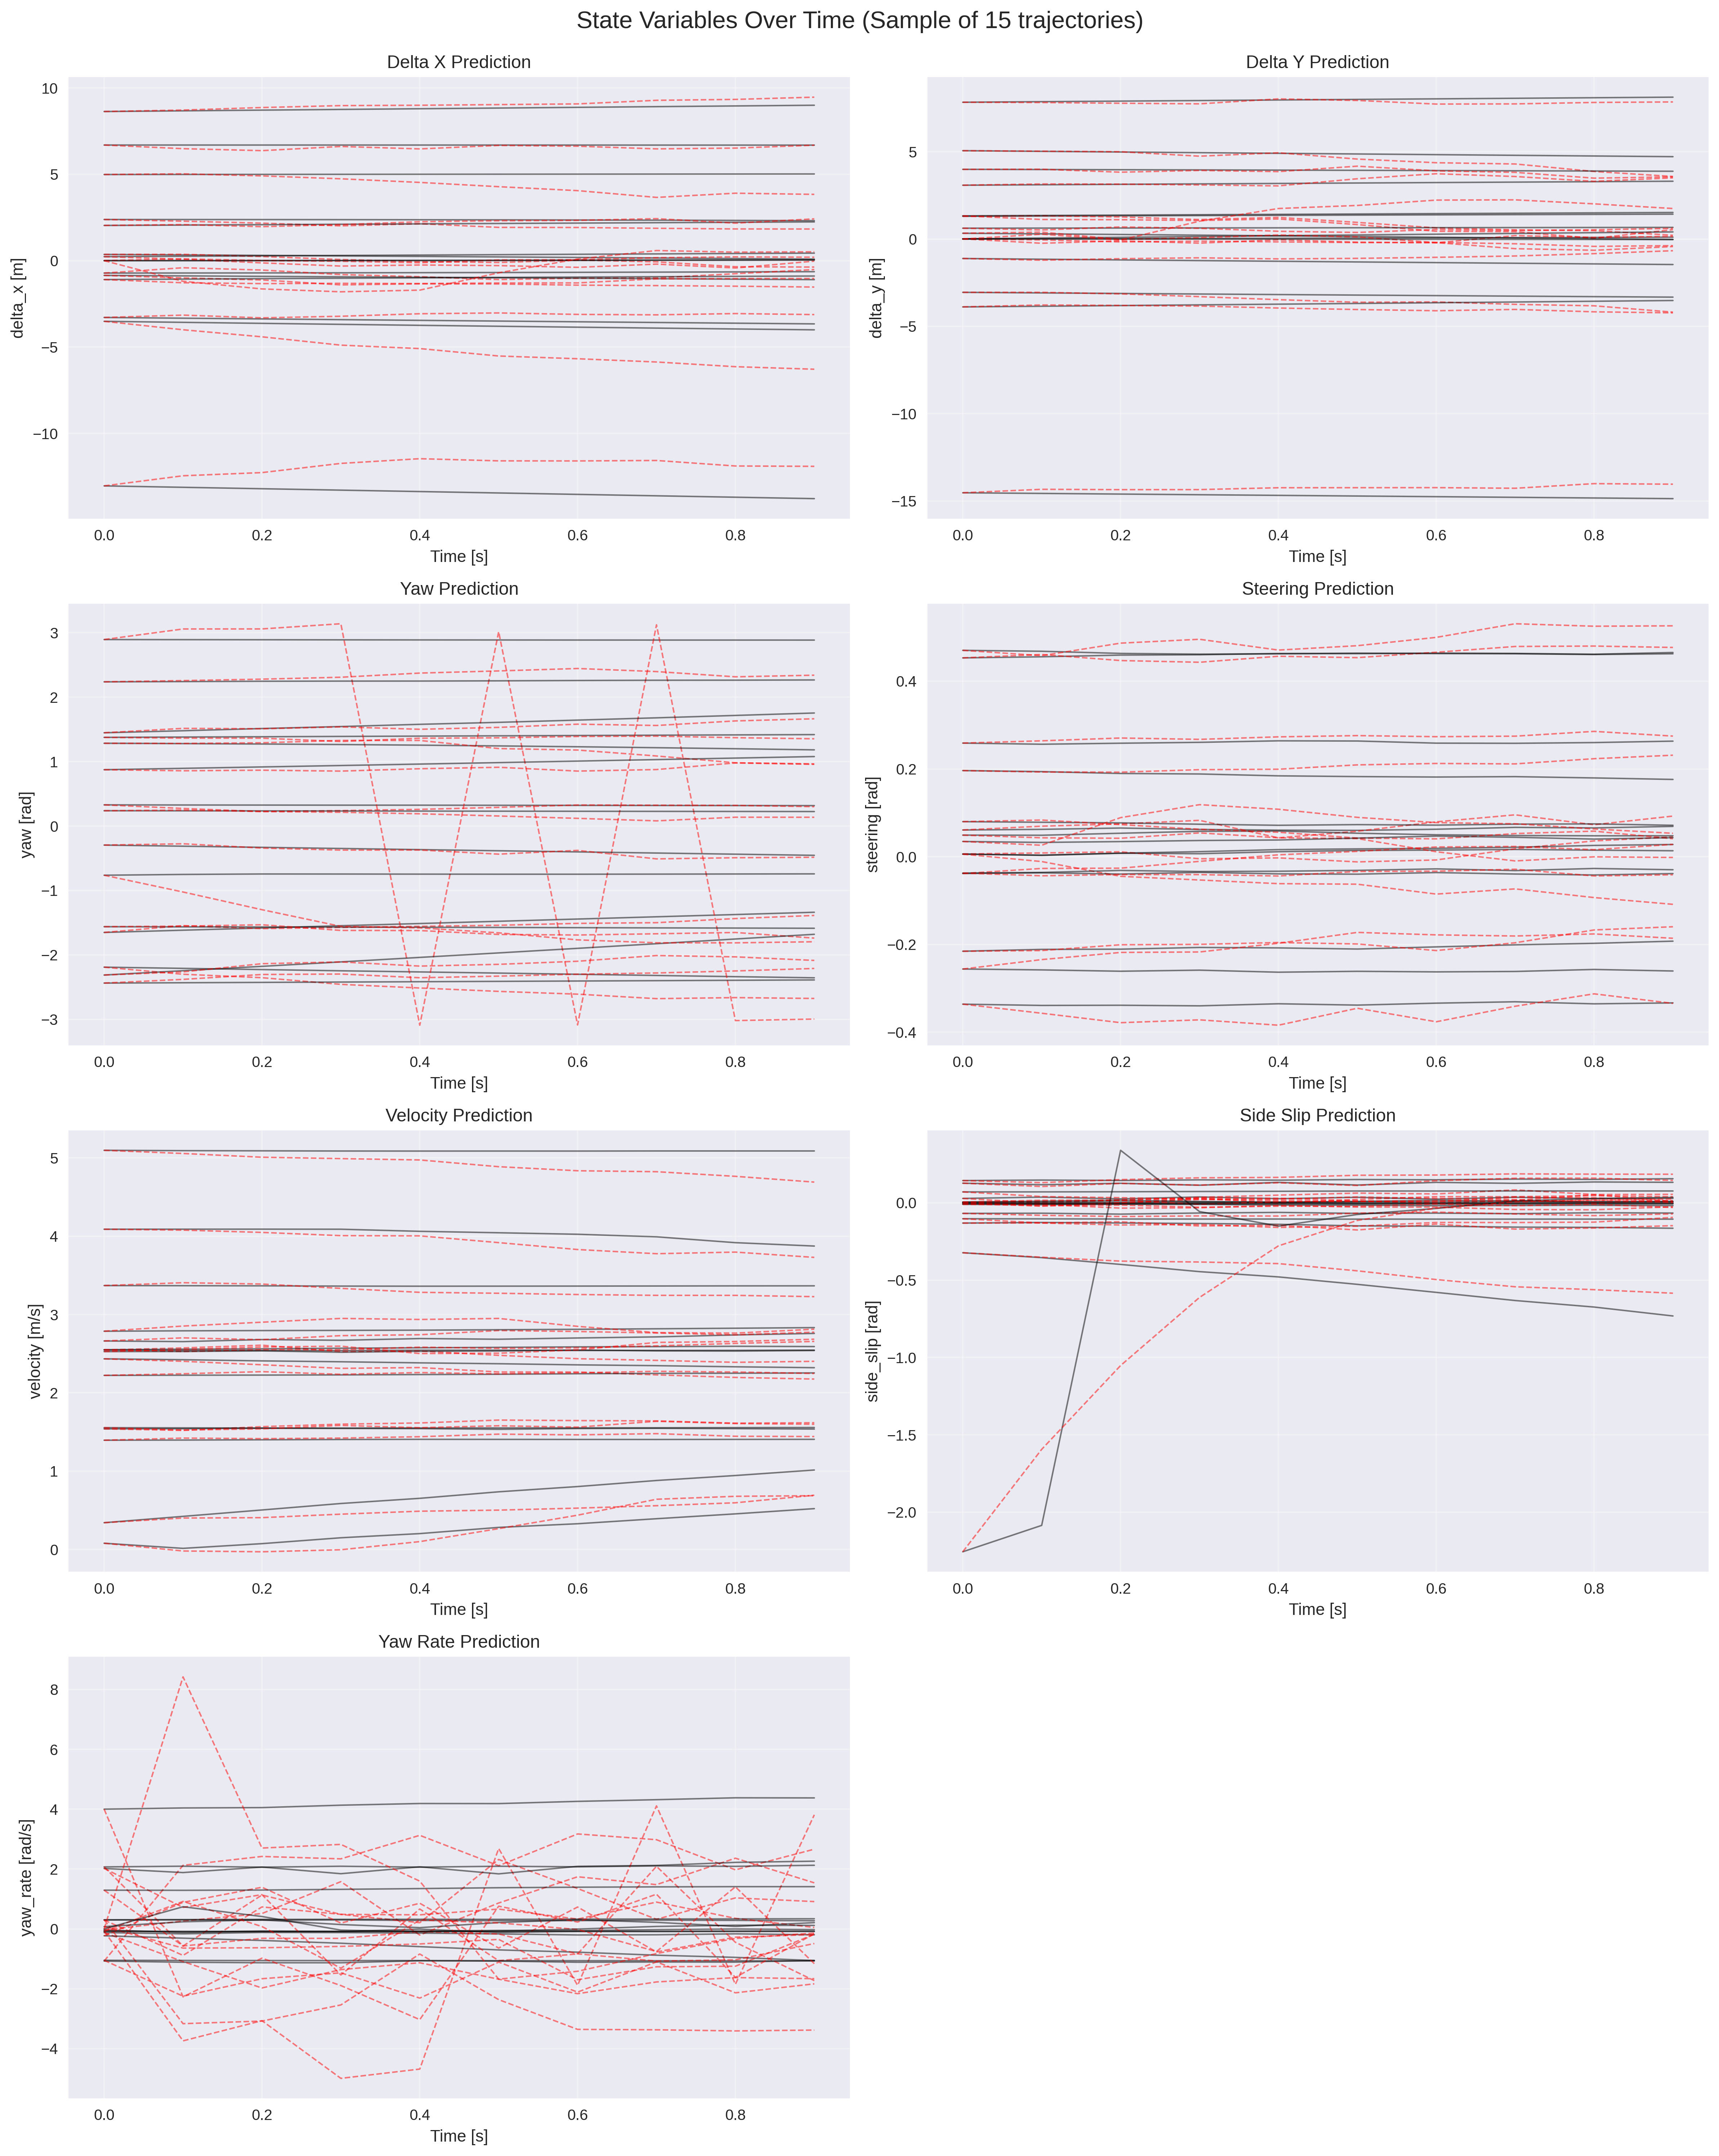 State Variables Over Time (Sample of 15 trajectories)
Delta X Prediction
10
5
0
−5
−10
delta_x [m]
0.0 0.2 0.4 0.6 0.8
Time [s]
Delta Y Prediction
5
0
−5
−10
−15
delta_y [m]
0.0 0.2 0.4 0.6 0.8
Time [s]
Yaw Prediction
3
2
1
0
−1
−2
−3
yaw [rad]
0.0 0.2 0.4 0.6 0.8
Time [s]
Steering Prediction
0.4
0.2
0.0
−0.2
−0.4
steering [rad]
0.0 0.2 0.4 0.6 0.8
Time [s]
Velocity Prediction
5
4
3
2
1
0
velocity [m/s]
0.0 0.2 0.4 0.6 0.8
Time [s]
Side Slip Prediction
0.0
−0.5
−1.0
−1.5
−2.0
side_slip [rad]
0.0 0.2 0.4 0.6 0.8
Time [s]
Yaw Rate Prediction
8
6
4
2
0
−2
−4
yaw_rate [rad/s]
0.0 0.2 0.4 0.6 0.8
Time [s]